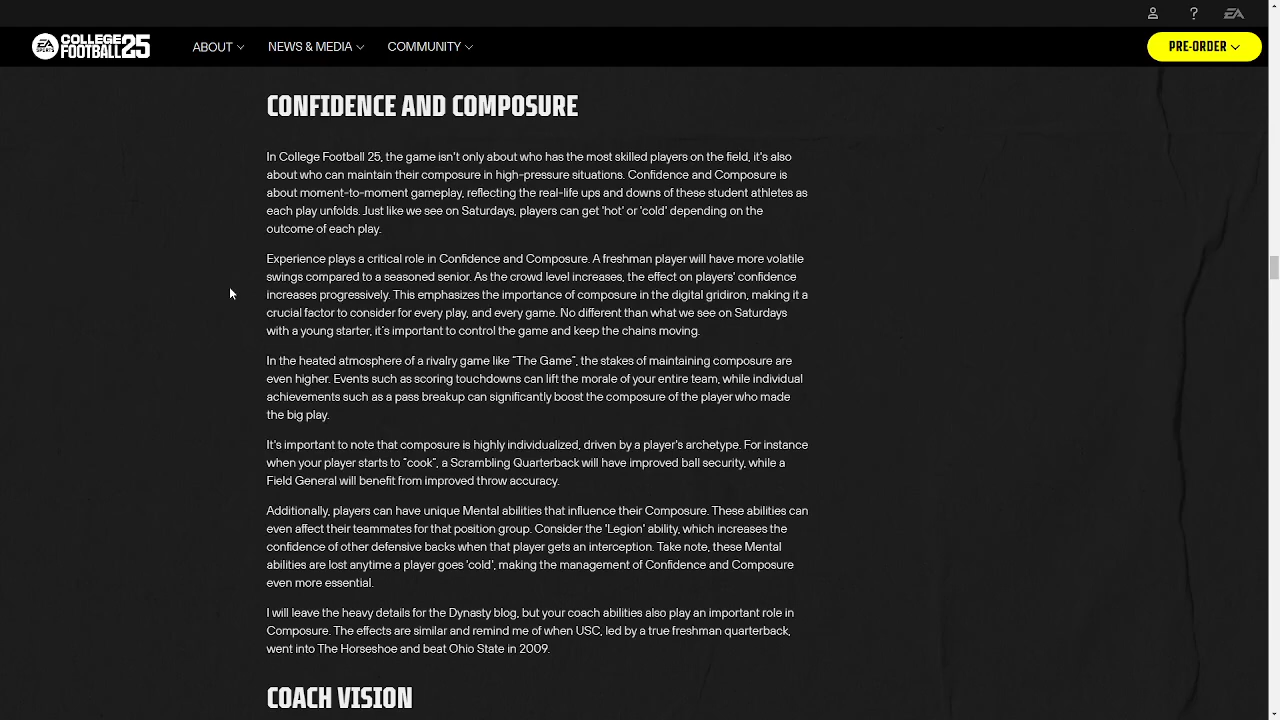 EA
EA SPORTS COLLEGE FOOTBALL 25
ABOUT NEWS & MEDIA COMMUNITY PRE-ORDER
CONFIDENCE AND COMPOSURE
In College Football 25, the game isn't only about who has the most skilled players on the field, it's also
about who can maintain their composure in high-pressure situations. Confidence and Composure is
about moment-to-moment gameplay, reflecting the real-life ups and downs of these student athletes as
each play unfolds. Just like we see on Saturdays, players can get 'hot' or 'cold' depending on the
outcome of each play.
Experience plays a critical role in Confidence and Composure. A freshman player will have more volatile
swings compared to a seasoned senior. As the crowd level increases, the effect on players' confidence
increases progressively. This emphasizes the importance of composure in the digital gridiron, making it a
crucial factor to consider for every play, and every game. No different than what we see on Saturdays
with a young starter, it's important to control the game and keep the chains moving.
In the heated atmosphere of a rivalry game like “The Game”, the stakes of maintaining composure are
even higher. Events such as scoring touchdowns can lift the morale of your entire team, while individual
achievements such as a pass breakup can significantly boost the composure of the player who made
the big play.
It's important to note that composure is highly individualized, driven by a player's archetype. For instance
when your player starts to “cook”, a Scrambling Quarterback will have improved ball security, while a
Field General will benefit from improved throw accuracy.
Additionally, players can have unique Mental abilities that influence their Composure. These abilities can
even affect their teammates for that position group. Consider the 'Legion' ability, which increases the
confidence of other defensive backs when that player gets an interception. Take note, these Mental
abilities are lost anytime a player goes 'cold', making the management of Confidence and Composure
even more essential.
I will leave the heavy details for the Dynasty blog, but your coach abilities also play an important role in
Composure. The effects are similar and remind me of when USC, led by a true freshman quarterback,
went into The Horseshoe and beat Ohio State in 2009.
COACH VISION